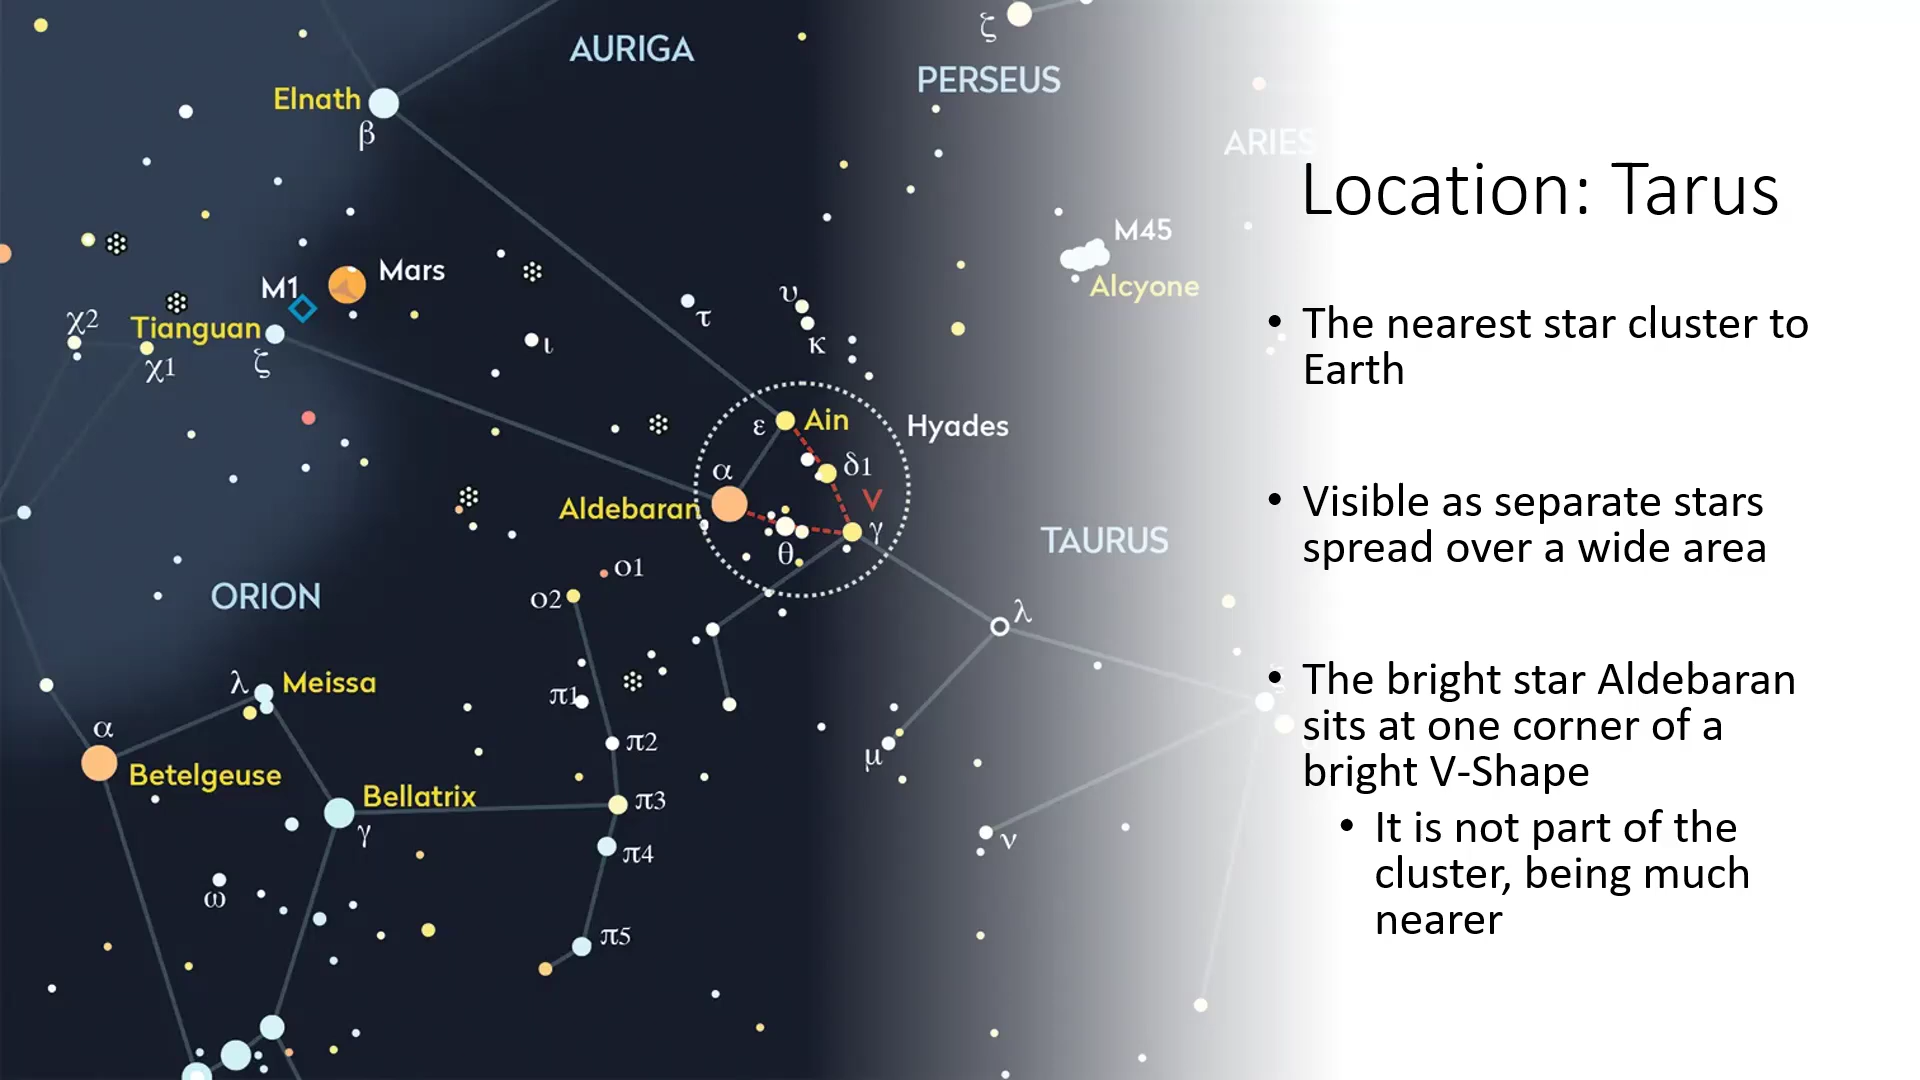 ζ
AURIGA
PERSEUS
Elnath
β
ARIES
Location: Tarus
M45
Alcyone
M1
Mars
υ
τ
κ
χ2
Tianguan
χ1
ζ
ι
• The nearest star cluster to
Earth
ε
Ain
Hyades
α
δ1
V
Aldebaran
γ
θ
TAURUS
• Visible as separate stars
spread over a wide area
ο1
ο2
ORION
λ
λ
Meissa
π1
ξ
• The bright star Aldebaran
sits at one corner of a
bright V-Shape
α
π2
μ
Betelgeuse
Bellatrix
π3
γ
ν
π4
• It is not part of the
cluster, being much
nearer
ω
π5